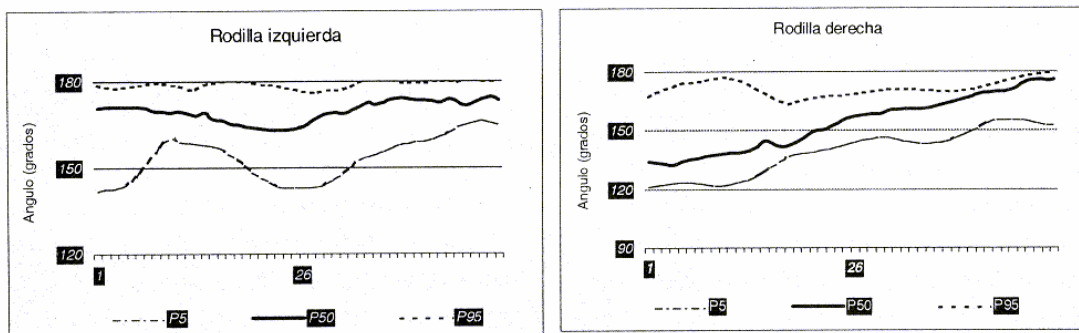 Rodilla izquierda
Angulo (grados)
180
150
120
1 26
P5 P50 P95
Rodilla derecha
Angulo (grados)
180
150
120
90
1 26
P5 P50 P95